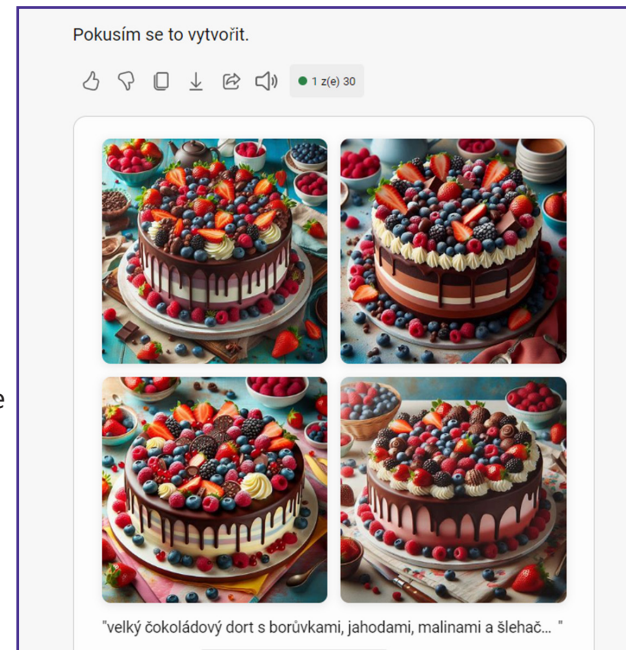 Pokusím se to vytvořit.
1 z(e) 30
e
"velký čokoládový dort s borůvkami, jahodami, malinami a šlehač... "